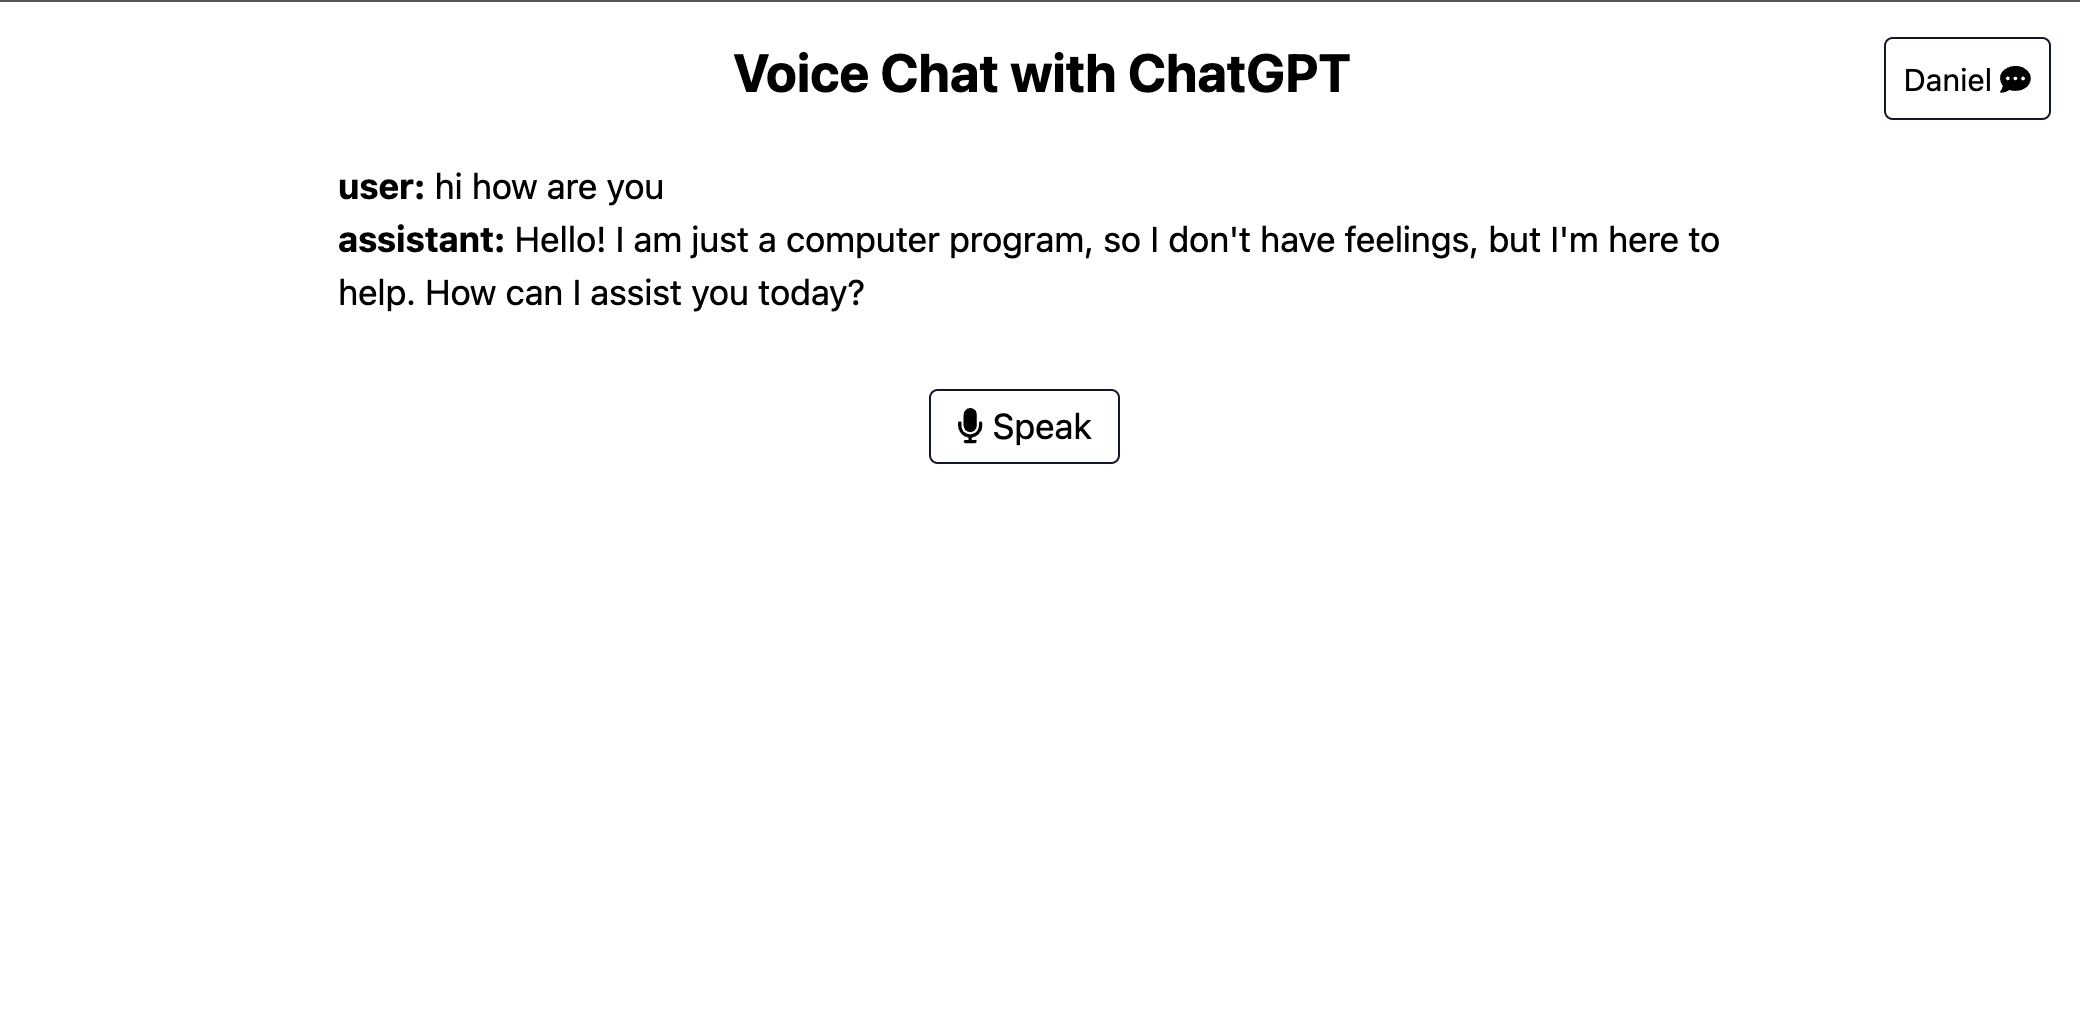 Voice Chat with ChatGPT
Daniel
user: hi how are you
assistant: Hello! I am just a computer program, so I don't have feelings, but I'm here to
help. How can I assist you today?
Speak